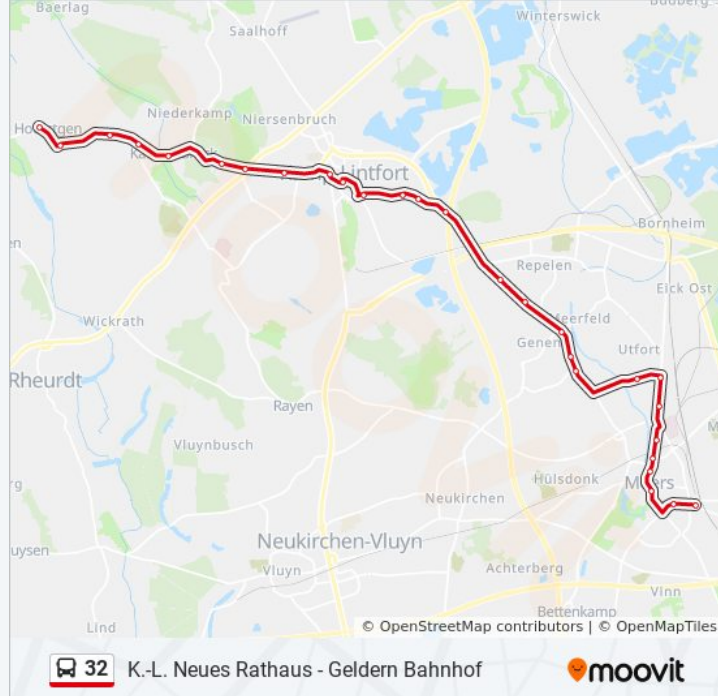 Baerlag
Winterswick
Saalhoff
Niederkamp
Niersenbruch
Lintfort
Bornheim
Repelen
Eick Ost
Wickrath
Utfort
Rheurdt
Rayen
Vluynbusch
Hülsdonk
Neukirchen
Neukirchen-Vluyn
Vluyn
Achterberg
Vinn
Bettenkamp
Lind
© OpenStreetMap contributors | © OpenMapTiles
32 K.-L. Neues Rathaus - Geldern Bahnhof
moovit